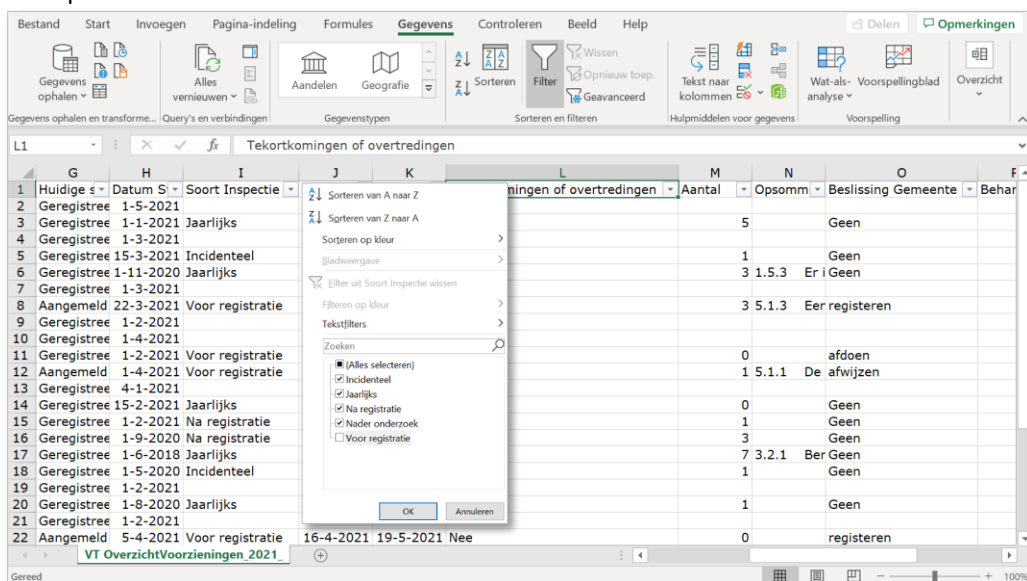 Bestand Start Invoegen Pagina-indeling Formules Gegevens Controleren Beeld Help Delen Opmerkingen
Gegevens ophalen
Alles vernieuwen
Aandelen
Geografie
Sorteren
Filter
Wissen
Opnieuw toep.
Geavanceerd
Tekst naar kolommen
Wat-als-analyse
Voorspellingblad
Overzicht
Gegevens ophalen en transforme... Query's en verbindingen Gegevenstypen Sorteren en filteren Hulpmiddelen voor gegevens Voorspelling
L1 fx Tekortkomingen of overtredingen
G H I J K L M N O
1 Huidige s Datum S Soort Inspectie mingen of overtredingen Aantal Opsomm Beslissing Gemeente Behar
2 Geregistree 1-5-2021
3 Geregistree 1-1-2021 Jaarlijks 5 Geen
4 Geregistree 1-3-2021
5 Geregistree 15-3-2021 Incidenteel 1 Geen
6 Geregistree 1-11-2020 Jaarlijks 3 1.5.3 Er i Geen
7 Geregistree 1-3-2021
8 Aangemeld 22-3-2021 Voor registratie 3 5.1.3 Eer registeren
9 Geregistree 1-2-2021
10 Geregistree 1-4-2021
11 Geregistree 1-2-2021 Voor registratie 0 afdoen
12 Aangemeld 1-4-2021 Voor registratie 1 5.1.1 De afwijzen
13 Geregistree 4-1-2021
14 Geregistree 15-2-2021 Jaarlijks 0 Geen
15 Geregistree 1-2-2021 Na registratie 1 Geen
16 Geregistree 1-9-2020 Na registratie 3 Geen
17 Geregistree 1-6-2018 Jaarlijks 7 3.2.1 Ber Geen
18 Geregistree 1-5-2020 Incidenteel 1 Geen
19 Geregistree 1-2-2021
20 Geregistree 1-8-2020 Jaarlijks 1 Geen
21 Geregistree 1-2-2021
22 Aangemeld 5-4-2021 Voor registratie 16-4-2021 19-5-2021 Nee 0 registeren
Sorteren van A naar Z
Sorteren van Z naar A
Sorteren op kleur
Bladweergave
Filter uit Soort Inspectie wissen
Filteren op kleur
Tekstfilters
Zoeken
(Alles selecteren)
Incidenteel
Jaarlijks
Na registratie
Nader onderzoek
Voor registratie
OK Annuleren
VT OverzichtVoorzieningen_2021_
Gereed 100%